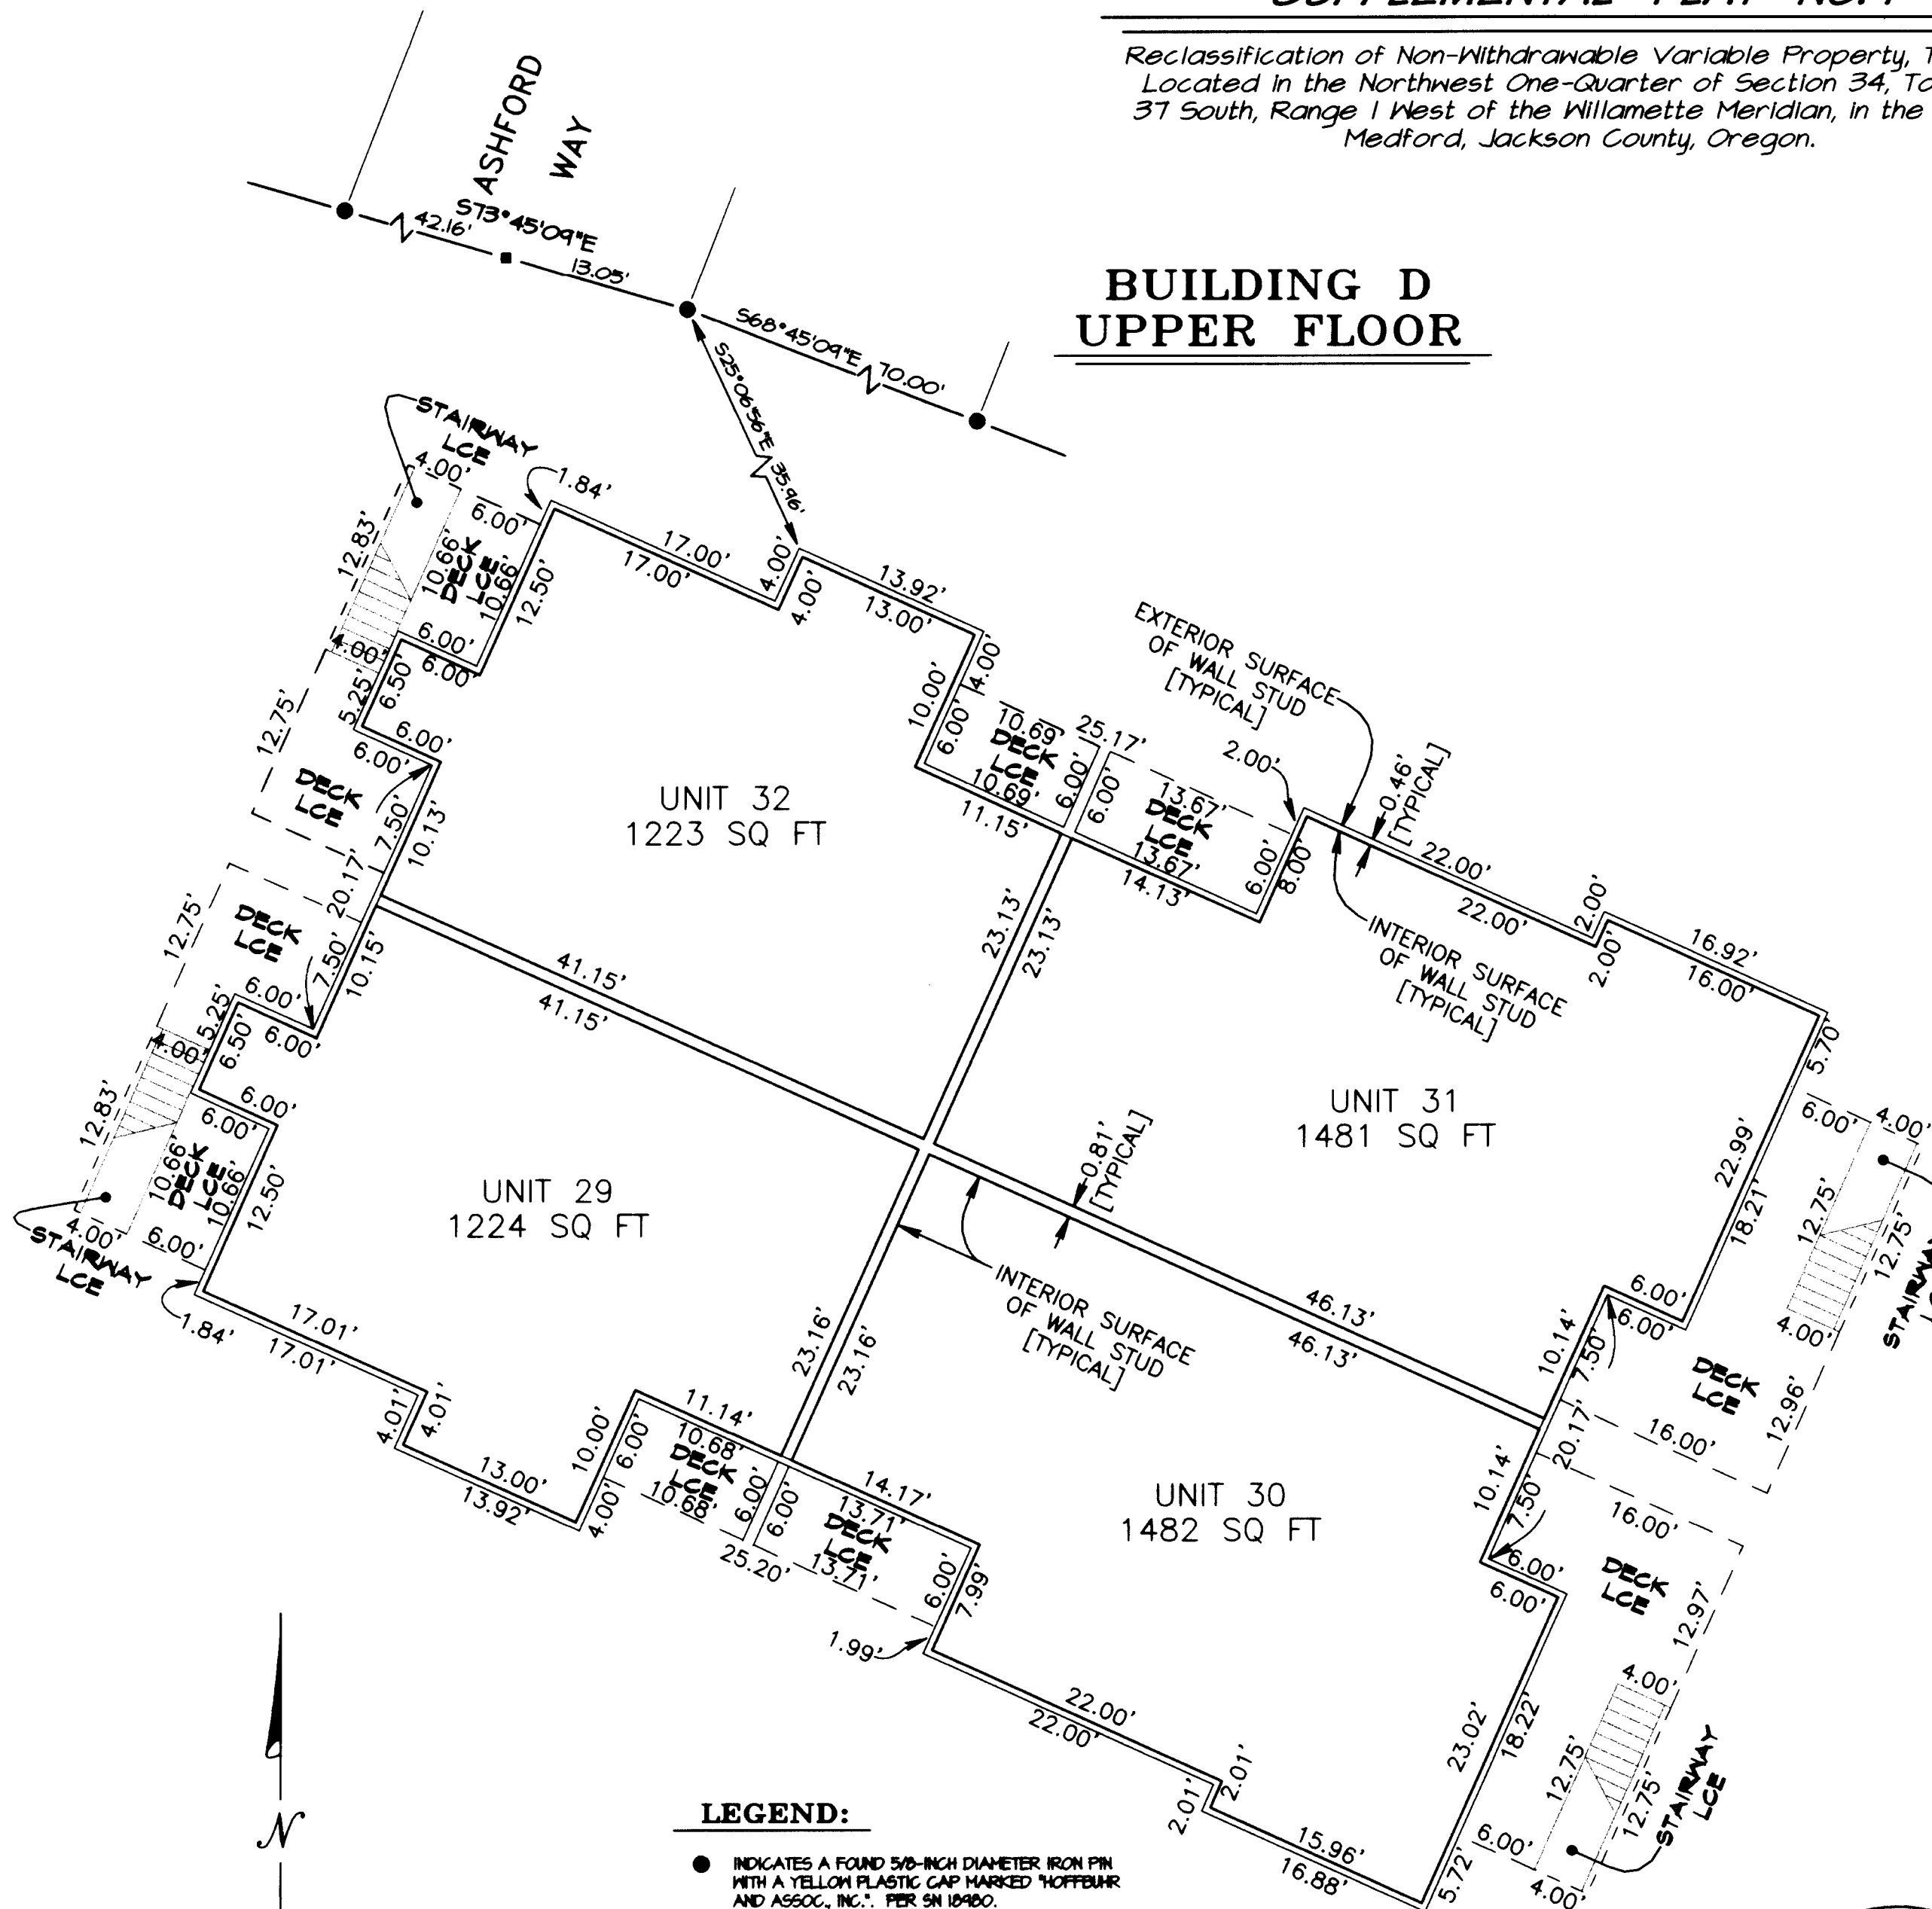 SUPPLEMENTAL PLAT NO.
Reclassification of Non-Withdrawable Variable Property,
Located in the Northwest One-Quarter of Section 34,
37 South, Range 1 West of the Willamette Meridian, in the
Medford, Jackson County, Oregon.
ASHFORD
WAY
S73°45'09"E
42.16'
13.05'
S68°45'09"E 70.00'
S25°06'56"E 35.96'
BUILDING D
UPPER FLOOR
STAIRWAY
LCE
4.00'
6.00'
1.84'
12.83'
10.66'
DECK
LCE
10.66'
12.50'
17.00'
17.00'
4.00'
4.00'
13.92'
13.00'
4.00'
10.00'
6.00'
6.00'
6.00'
4.00'
5.25'
6.50'
6.00'
6.00'
12.75'
DECK
LCE
7.50'
10.13'
20.17'
UNIT 32
1223 SQ FT
10.69'
DECK
LCE
10.69'
11.15'
6.00'
25.17'
6.00'
13.67'
DECK
LCE
13.67'
14.13'
6.00'
8.00'
2.00'
EXTERIOR SURFACE
OF WALL STUD
[TYPICAL]
0.46'
[TYPICAL]
22.00'
22.00'
2.00'
2.00'
INTERIOR SURFACE
OF WALL STUD
[TYPICAL]
16.92'
16.00'
5.70'
23.13'
23.13'
41.15'
41.15'
12.75'
DECK
LCE
7.50'
10.15'
6.00'
6.00'
5.25'
6.50'
4.00'
6.00'
6.00'
12.83'
10.66'
DECK
LCE
10.66'
12.50'
4.00'
6.00'
STAIRWAY
LCE
1.84'
UNIT 29
1224 SQ FT
UNIT 31
1481 SQ FT
0.81'
[TYPICAL]
22.99'
18.21'
6.00'
4.00'
12.75'
12.75'
4.00'
6.00'
6.00'
DECK
LCE
12.96'
16.00'
10.14'
7.50'
20.17'
46.13'
46.13'
INTERIOR SURFACE
OF WALL STUD
[TYPICAL]
17.01'
17.01'
4.01'
4.01'
13.00'
13.92'
10.00'
6.00'
4.00'
11.14'
10.68'
DECK
LCE
10.68'
6.00'
23.16'
23.16'
25.20'
6.00'
14.17'
13.71'
DECK
LCE
13.71'
6.00'
7.99'
1.99'
UNIT 30
1482 SQ FT
10.14'
7.50'
16.00'
6.00'
6.00'
DECK
LCE
12.97'
4.00'
23.02'
18.22'
12.75'
12.75'
STAIRWAY
LCE
22.00'
22.00'
2.01'
2.01'
15.96'
16.88'
5.72'
6.00'
4.00'
N
LEGEND:
INDICATES A FOUND 5/8-INCH DIAMETER IRON PIN
WITH A YELLOW PLASTIC CAP MARKED "HOFFBUHR
AND ASSOC., INC.". PER SN 18980.